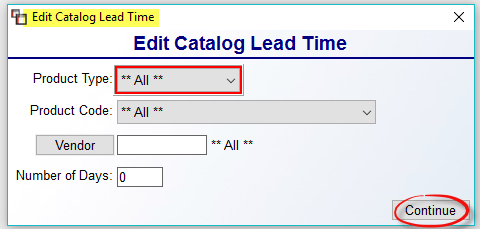 Edit Catalog Lead Time
Edit Catalog Lead Time
Product Type: ** All **
Product Code: ** All **
Vendor ** All **
Number of Days: 0
Continue